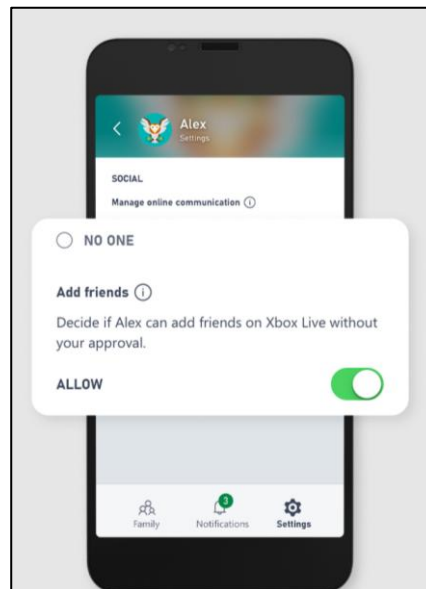 Alex
Settings
SOCIAL
Manage online communication
NO ONE
Add friends
Decide if Alex can add friends on Xbox Live without
your approval.
ALLOW
3
Family
Notifications
Settings